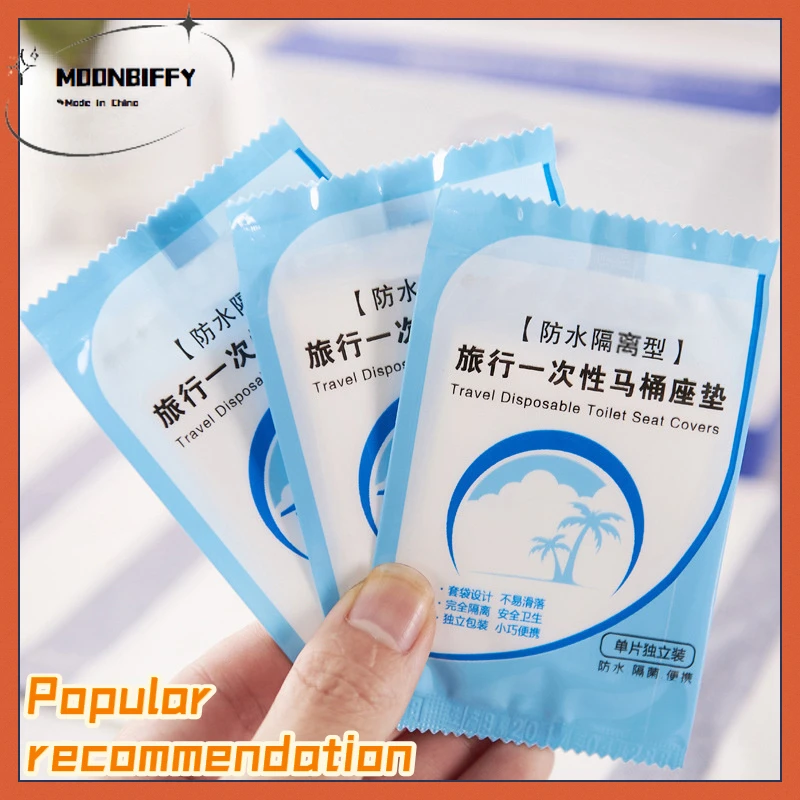 MOONBIFFY
Made In China
【防水隔
旅行一次
Travel Disposa
【防水
旅行一次
Travel Dispos
【防水隔离型】
旅行一次性马桶座垫
Travel Disposable Toilet Seat Covers
· 套袋设计 不易滑落
· 完全隔离 安全卫生
· 独立包装 小巧便携
单片独立装
防水 隔菌 便携
Popular
recommendation